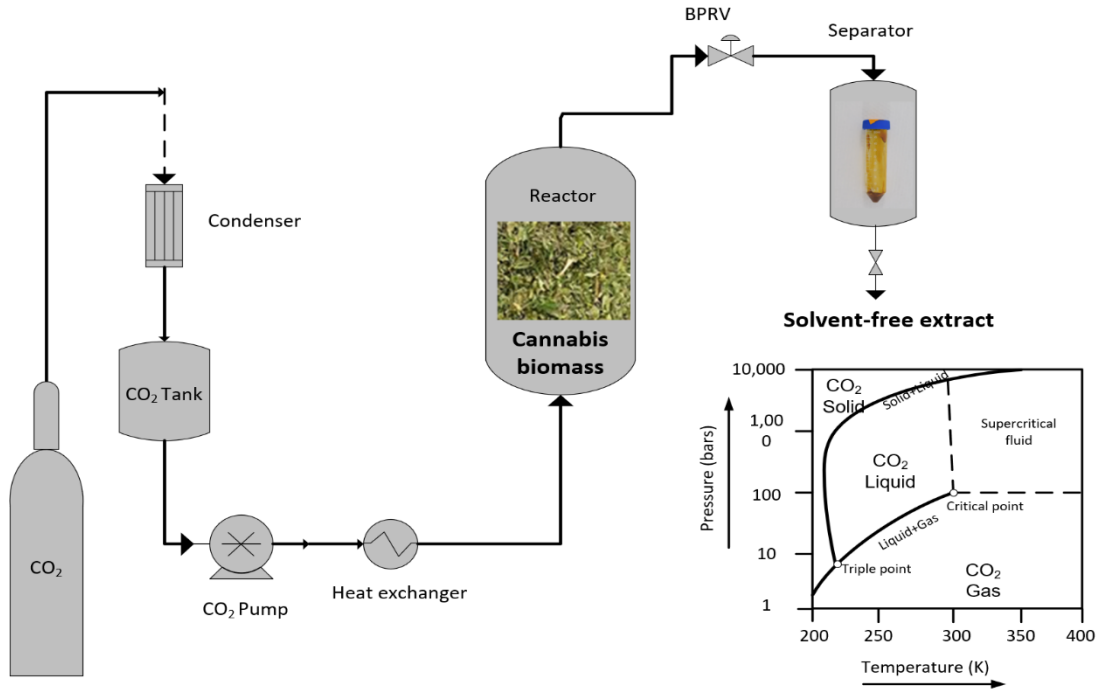 BPRV
Separator
Condenser
Reactor
Cannabis
biomass
CO₂ Tank
CO₂
CO₂ Pump
Heat exchanger
Solvent-free extract
10,000
1,00
0
100
10
1
Pressure (bars)
CO₂
Solid
Solid+Liquid
Supercritical
fluid
CO₂
Liquid
Critical point
Liquid+Gas
Triple point
CO₂
Gas
200
250
300
350
400
Temperature (K)